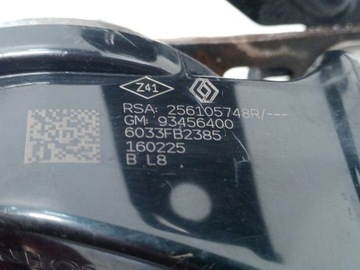 Z41
RSA: 256105748R/---
GM: 93456400
6033FB2385
160225
B L8